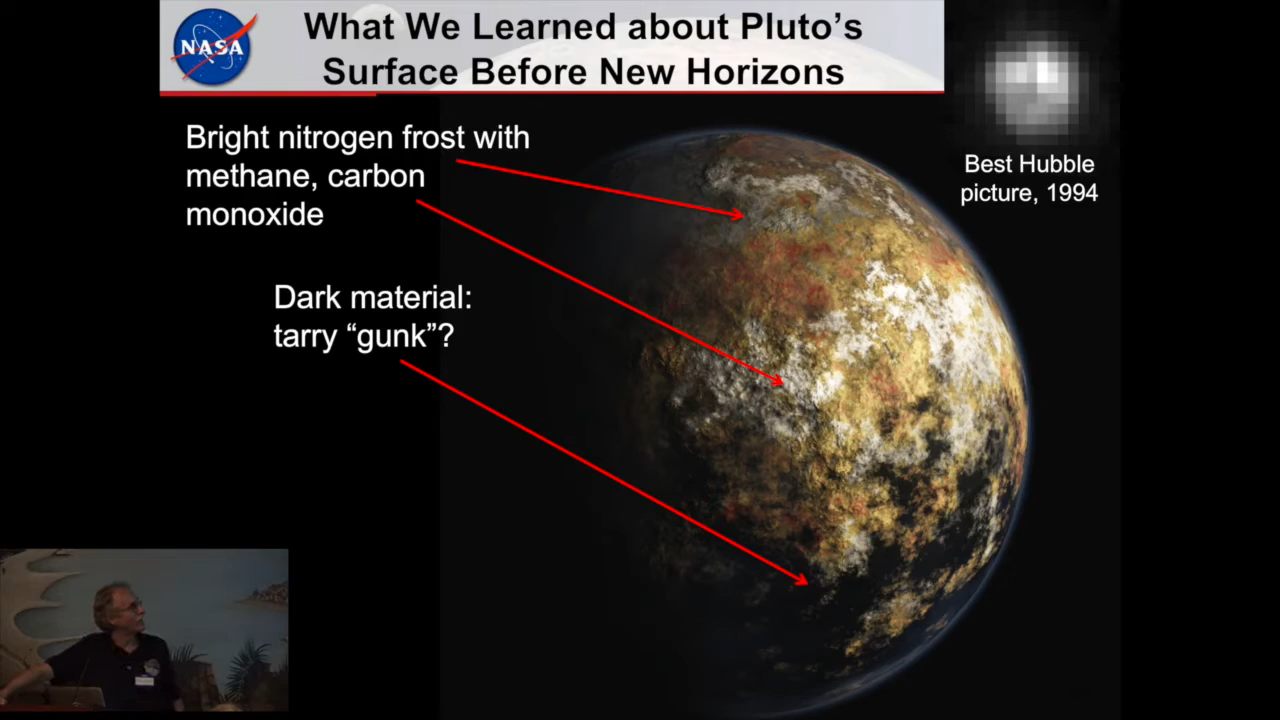 NASA
What We Learned about Pluto's
Surface Before New Horizons
Bright nitrogen frost with
methane, carbon
monoxide
Dark material:
tarry “gunk”?
Best Hubble
picture, 1994